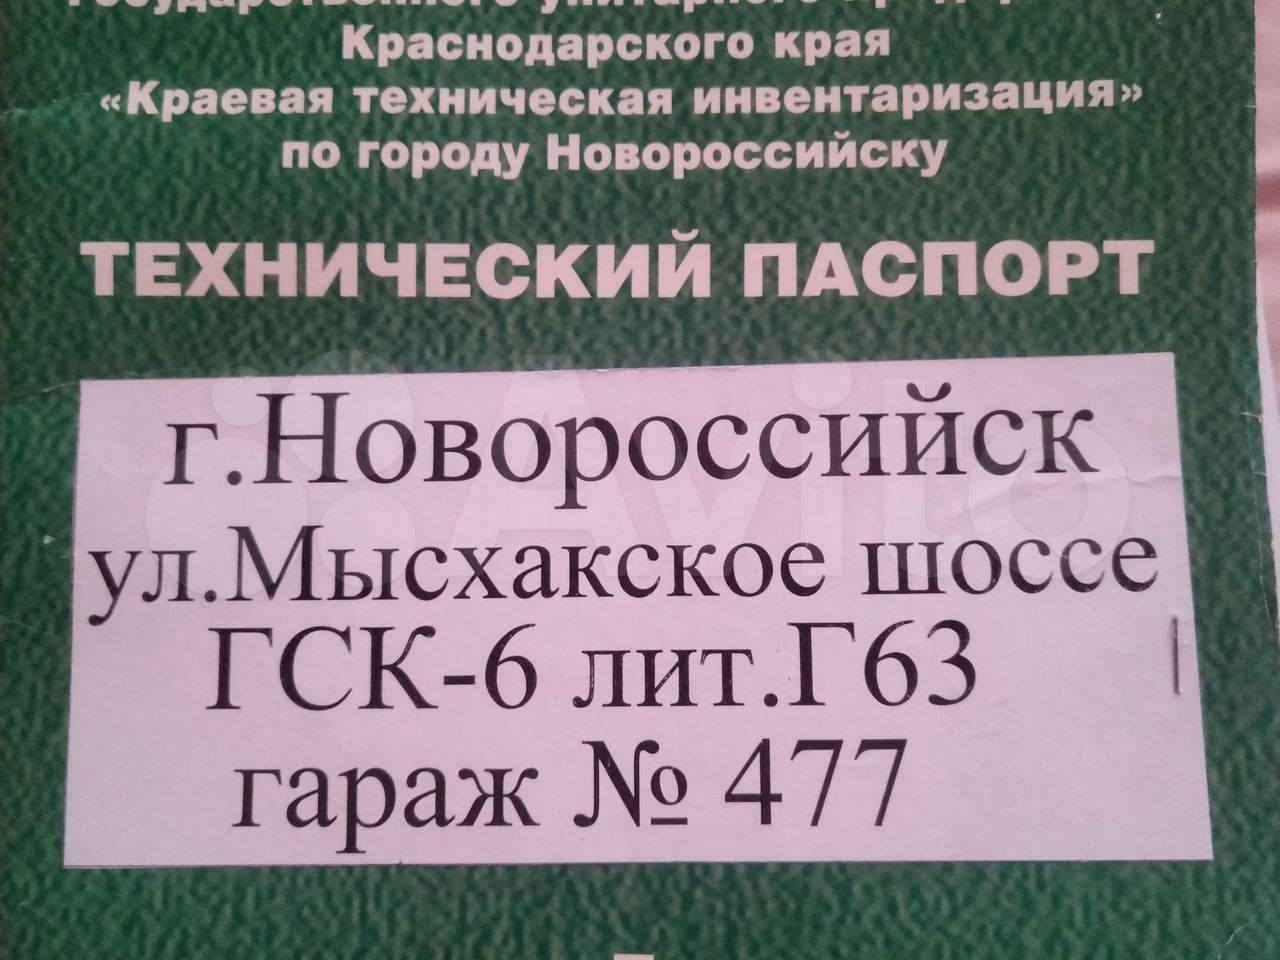 Краснодарского края
«Краевая техническая инвентаризация»
по городу Новороссийску
ТЕХНИЧЕСКИЙ ПАСПОРТ
г.Новороссийск
ул.Мысхакское шоссе
ГСК-6 лит.Г63
гараж № 477
Avito